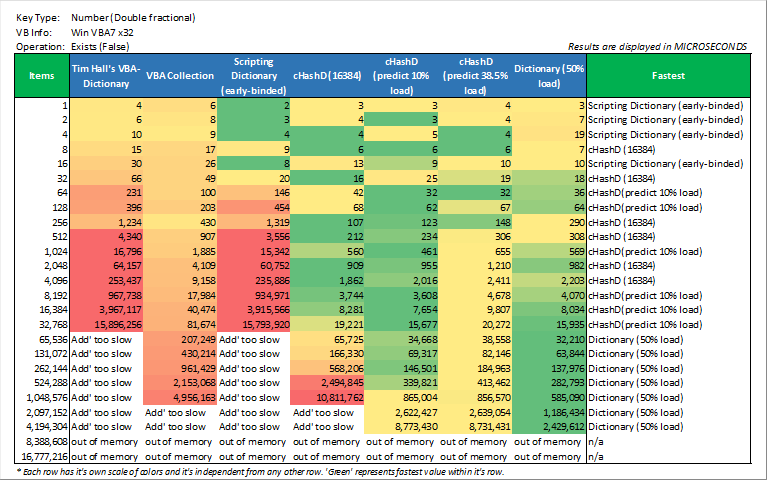 Key Type: Number (Double fractional)
VB Info: Win VBA7 x32
Operation: Exists (False)
Results are displayed in MICROSECONDS
Items Tim Hall's VBA-Dictionary VBA Collection Scripting Dictionary (early-binded) cHashD (16384) cHashD (predict 10% load) cHashD (predict 38.5% load) Dictionary (50% load) Fastest
1 4 6 2 3 3 4 3 Scripting Dictionary (early-binded)
2 6 8 3 4 3 4 7 Scripting Dictionary (early-binded)
4 10 9 4 4 5 4 19 Scripting Dictionary (early-binded)
8 15 17 9 6 6 6 7 cHashD (16384)
16 30 26 8 13 9 10 10 Scripting Dictionary (early-binded)
32 66 49 20 16 25 19 18 cHashD (16384)
64 231 100 146 42 32 32 36 cHashD(predict 10% load)
128 396 203 454 68 62 67 64 cHashD(predict 10% load)
256 1,234 430 1,319 107 123 148 290 cHashD (16384)
512 4,340 907 3,556 212 234 306 308 cHashD (16384)
1,024 16,796 1,885 15,342 560 461 655 569 cHashD(predict 10% load)
2,048 64,157 4,109 60,752 909 955 1,210 982 cHashD (16384)
4,096 253,437 9,158 235,886 1,862 2,016 2,411 2,203 cHashD (16384)
8,192 967,738 17,984 934,971 3,744 3,608 4,678 4,070 cHashD(predict 10% load)
16,384 3,967,117 40,474 3,915,566 8,281 7,654 9,807 8,034 cHashD(predict 10% load)
32,768 15,896,256 81,674 15,793,920 19,221 15,677 20,272 15,935 cHashD(predict 10% load)
65,536 Add' too slow 207,249 Add' too slow 65,725 34,668 38,558 32,210 Dictionary (50% load)
131,072 Add' too slow 430,214 Add' too slow 166,330 69,317 82,146 63,844 Dictionary (50% load)
262,144 Add' too slow 961,429 Add' too slow 568,206 146,501 184,963 137,976 Dictionary (50% load)
524,288 Add' too slow 2,153,068 Add' too slow 2,494,845 339,821 413,462 282,793 Dictionary (50% load)
1,048,576 Add' too slow 4,956,163 Add' too slow 10,811,762 865,004 856,570 585,090 Dictionary (50% load)
2,097,152 Add' too slow Add' too slow Add' too slow Add' too slow 2,622,427 2,639,054 1,186,434 Dictionary (50% load)
4,194,304 Add' too slow Add' too slow Add' too slow Add' too slow 8,773,430 8,731,431 2,429,612 Dictionary (50% load)
8,388,608 out of memory out of memory out of memory out of memory out of memory out of memory out of memory n/a
16,777,216 out of memory out of memory out of memory out of memory out of memory out of memory out of memory n/a
* Each row has it's own scale of colors and it's independent from any other row. 'Green' represents fastest value within it's row.